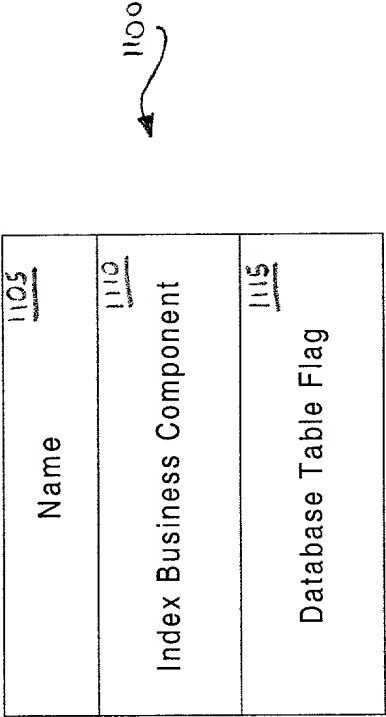 1100
Name
1105
Index Business Component
1110
Database Table Flag
1115